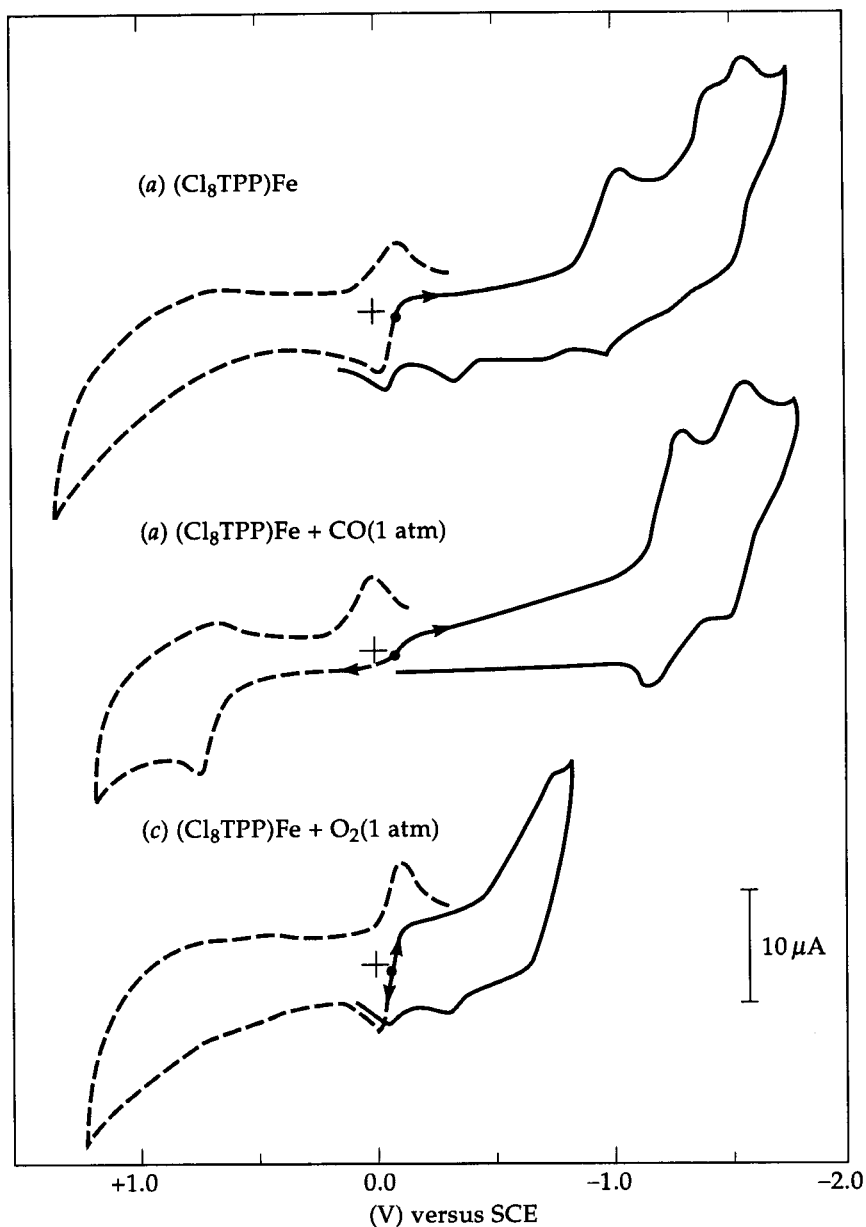 (a) (Cl₈TPP)Fe
(a) (Cl₈TPP)Fe + CO(1 atm)
(c) (Cl₈TPP)Fe + O₂(1 atm)
10 μA
+1.0 0.0 −1.0 −2.0
(V) versus SCE